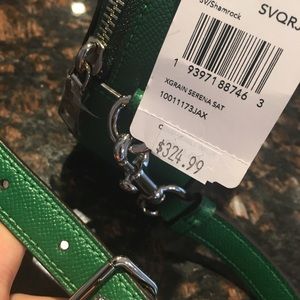 SV/Shamrock
SVQRJ
1 93971 88746 3
XGRAIN SERENA SAT
10011173JAX
C
$324.99